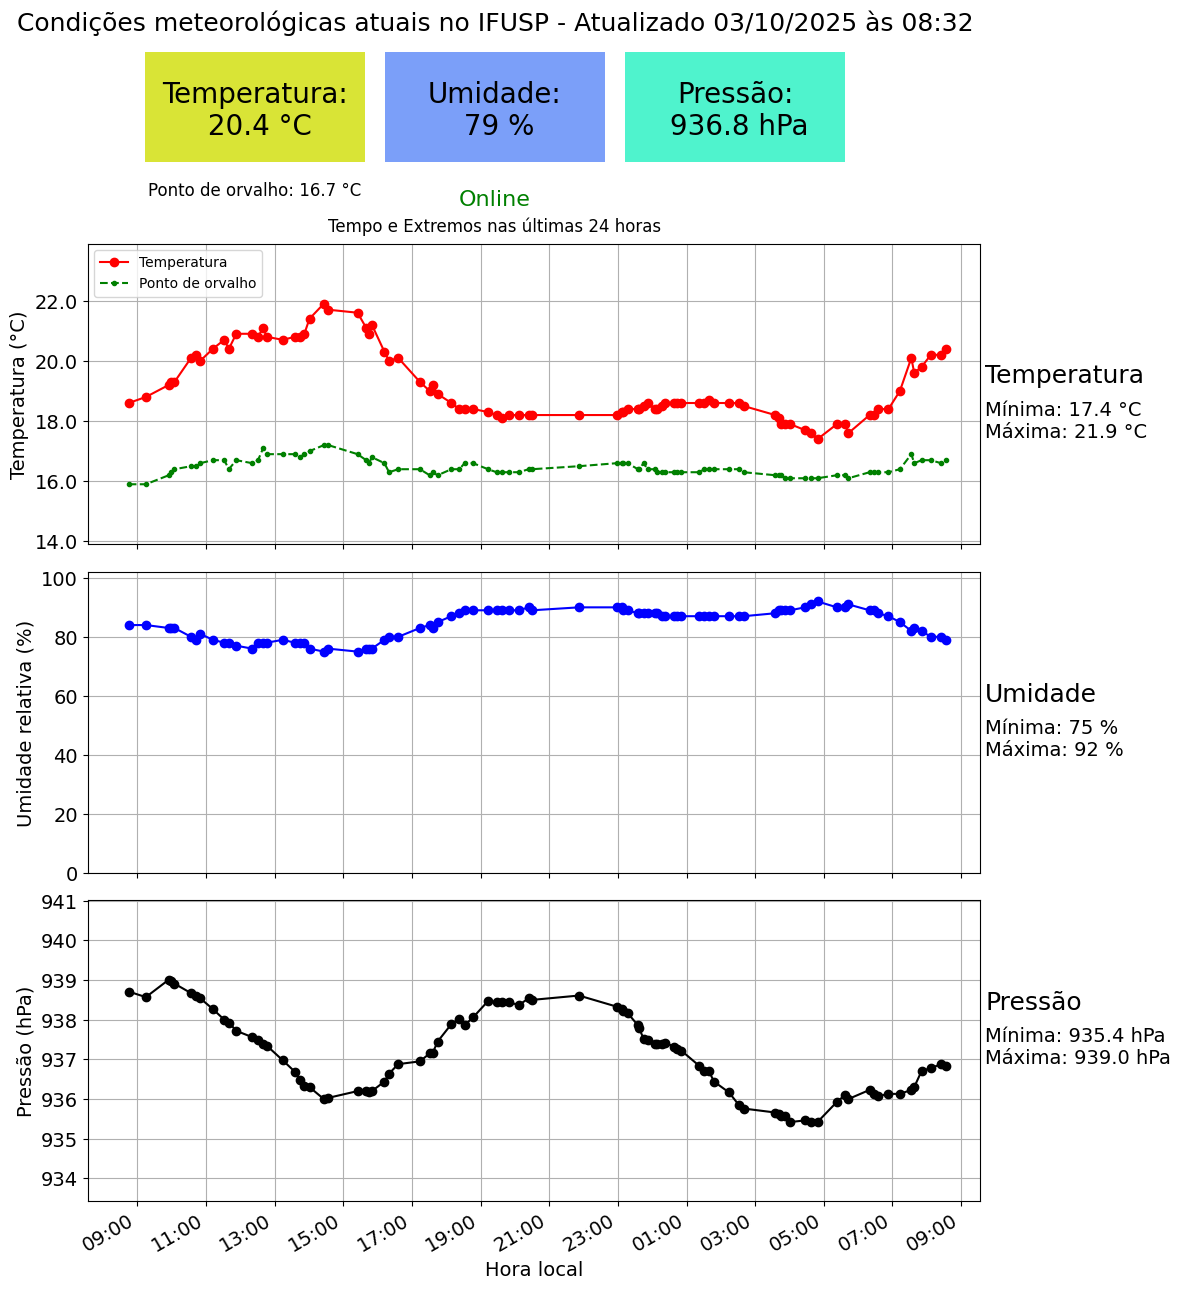 Condições meteorológicas atuais no IFUSP - Atualizado 03/10/2025 às 08:32
Temperatura:
20.4 °C
Umidade:
79 %
Pressão:
936.8 hPa
Ponto de orvalho: 16.7 °C
Online
Tempo e Extremos nas últimas 24 horas
Temperatura
Ponto de orvalho
Temperatura (°C)
22.0
20.0
18.0
16.0
14.0
Temperatura
Mínima: 17.4 °C
Máxima: 21.9 °C
Umidade relativa (%)
100
80
60
40
20
0
Umidade
Mínima: 75 %
Máxima: 92 %
Pressão (hPa)
941
940
939
938
937
936
935
934
Pressão
Mínima: 935.4 hPa
Máxima: 939.0 hPa
09:00 11:00 13:00 15:00 17:00 19:00 21:00 23:00 01:00 03:00 05:00 07:00 09:00
Hora local